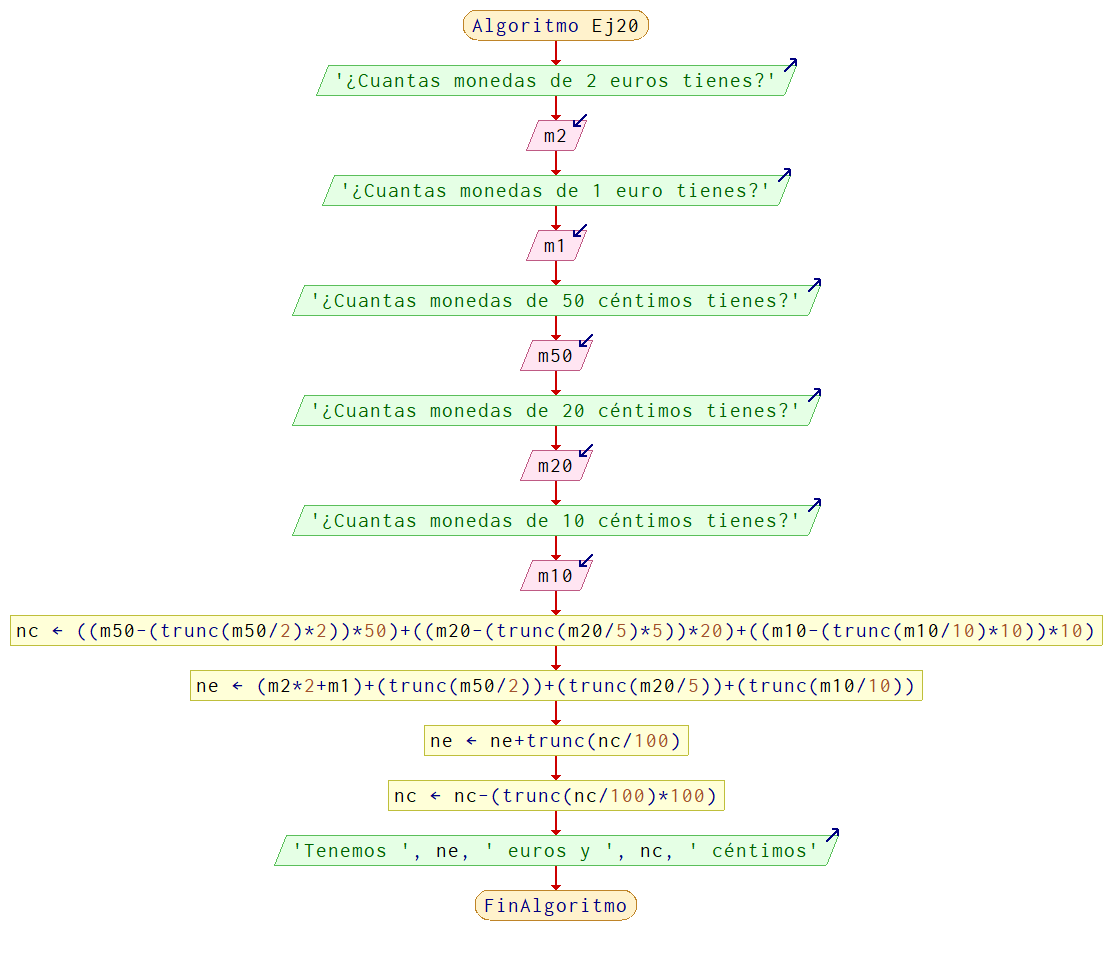 Algoritmo Ej20
'¿Cuantas monedas de 2 euros tienes?'
m2
'¿Cuantas monedas de 1 euro tienes?'
m1
'¿Cuantas monedas de 50 céntimos tienes?'
m50
'¿Cuantas monedas de 20 céntimos tienes?'
m20
'¿Cuantas monedas de 10 céntimos tienes?'
m10
nc ← ((m50-(trunc(m50/2)*2))*50)+((m20-(trunc(m20/5)*5))*20)+((m10-(trunc(m10/10)*10))*10)
ne ← (m2*2+m1)+(trunc(m50/2))+(trunc(m20/5))+(trunc(m10/10))
ne ← ne+trunc(nc/100)
nc ← nc-(trunc(nc/100)*100)
'Tenemos ', ne, ' euros y ', nc, ' céntimos'
FinAlgoritmo